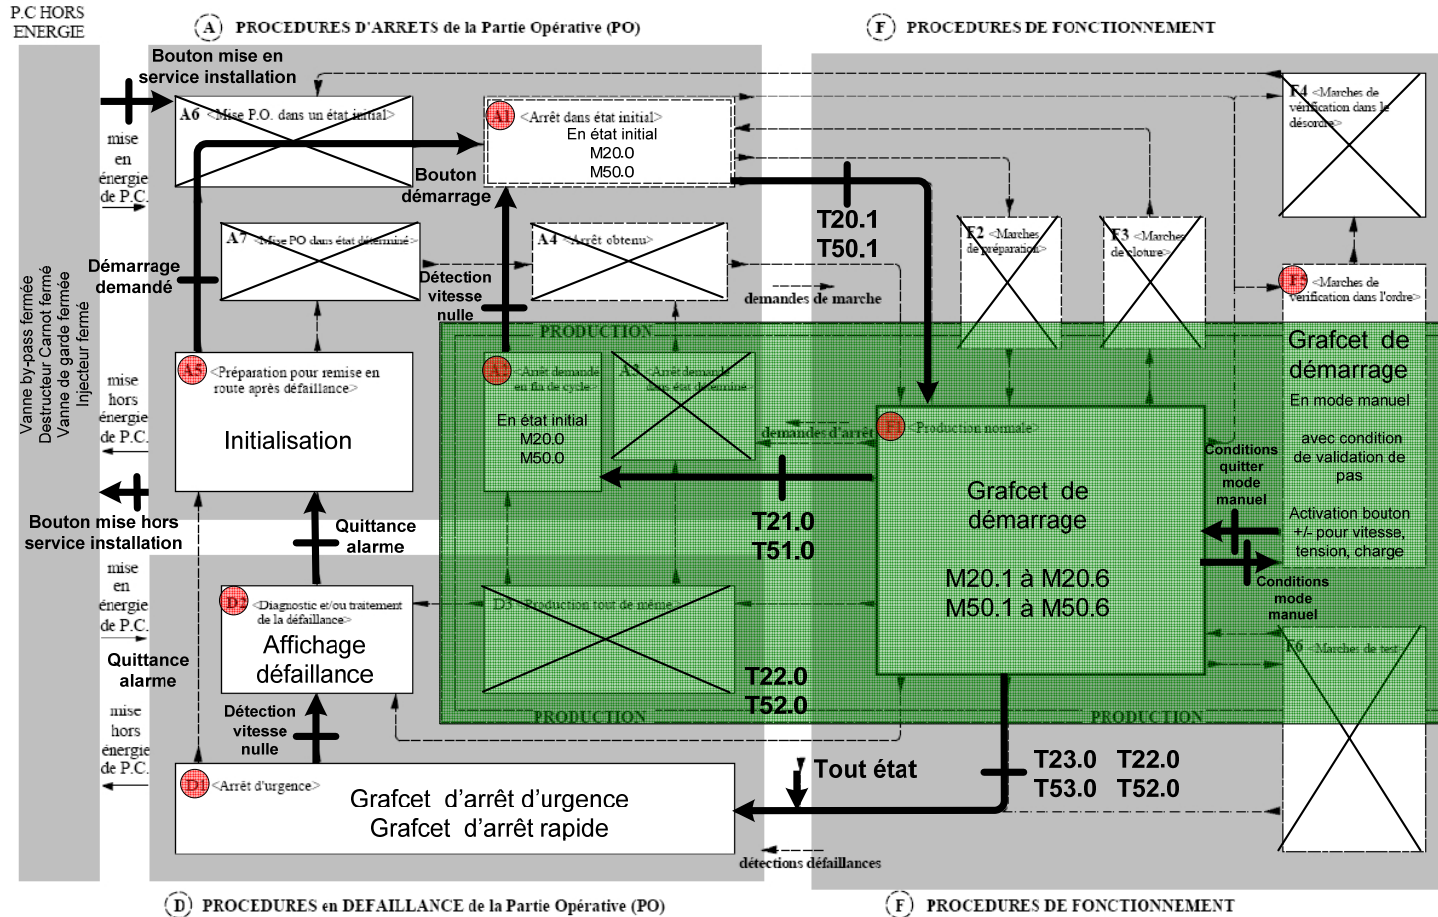 P.C HORS
ENERGIE
A PROCEDURES D'ARRETS de la Partie Opérative (PO)
F PROCEDURES DE FONCTIONNEMENT
Bouton mise en
service installation
A6 <Mise P.O. dans un état initial>
A1 <Arrêt dans état initial>
En état initial
M20.0
M50.0
F4 <Marches de
vérification dans le
désordre>
mise
en
énergie
de P.C.
Bouton
démarrage
T20.1
T50.1
A7 <Mise PO dans état déterminé>
A4 <Arrêt obtenu>
F2 <Marches
de préparation>
F3 <Marches
de cloture>
Démarrage
demandé
Détection
vitesse
nulle
demandes de marche
F5 <Marches de
vérification dans l'ordre>
Vanne by-pass fermée
Destructeur Carnot fermé
Vanne de garde fermée
Injecteur fermé
PRODUCTION
Grafcet de
démarrage
En mode manuel
avec condition
de validation de
pas
Activation bouton
+/- pour vitesse,
tension, charge
A5 <Préparation pour remise en
route après défaillance>
Initialisation
A2 <Arrêt demandé
en fin de cycle>
En état initial
M20.0
M50.0
A3 <Arrêt demandé
dans état déterminé>
mise
hors
énergie
de P.C.
demandes d'arrêt
F1 <Production normale>
Grafcet de
démarrage
M20.1 à M20.6
M50.1 à M50.6
Conditions
quitter
mode
manuel
Bouton mise hors
service installation
Quittance
alarme
T21.0
T51.0
Conditions
mode
manuel
mise
en
énergie
de P.C.
D2 <Diagnostic et/ou traitement
de la défaillance>
Affichage
défaillance
D3 <Production tout de même>
F6 <Marches de test
Quittance
alarme
T22.0
T52.0
Détection
vitesse
nulle
PRODUCTION
PRODUCTION
mise
hors
énergie
de P.C.
T23.0 T22.0
T53.0 T52.0
Tout état
D1 <Arrêt d'urgence>
Grafcet d'arrêt d'urgence
Grafcet d'arrêt rapide
détections défaillances
D PROCEDURES en DEFAILLANCE de la Partie Opérative (PO)
F PROCEDURES DE FONCTIONNEMENT